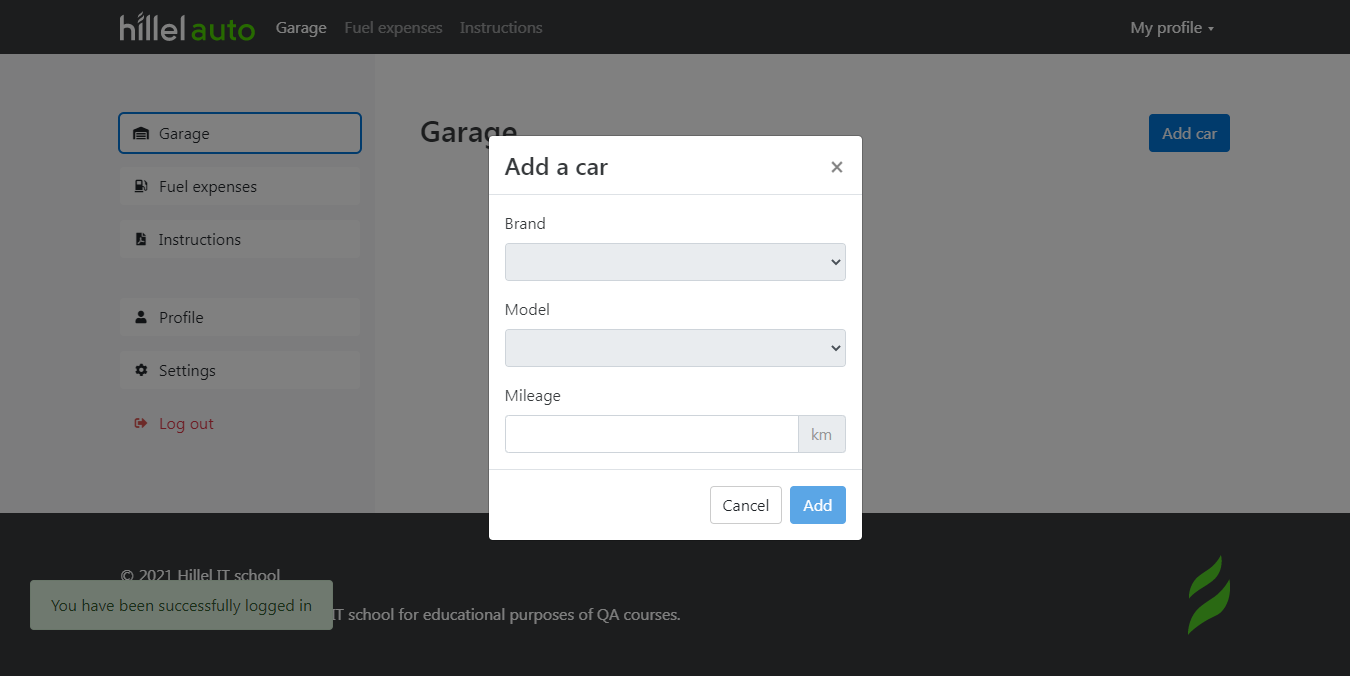 hillel auto Garage Fuel expenses Instructions My profile
Garage
Fuel expenses
Instructions
Profile
Settings
Log out
Garage
Add car
Add a car ×
Brand
Model
Mileage
km
Cancel Add
© 2021 Hillel IT school
You have been successfully logged in
IT school for educational purposes of QA courses.